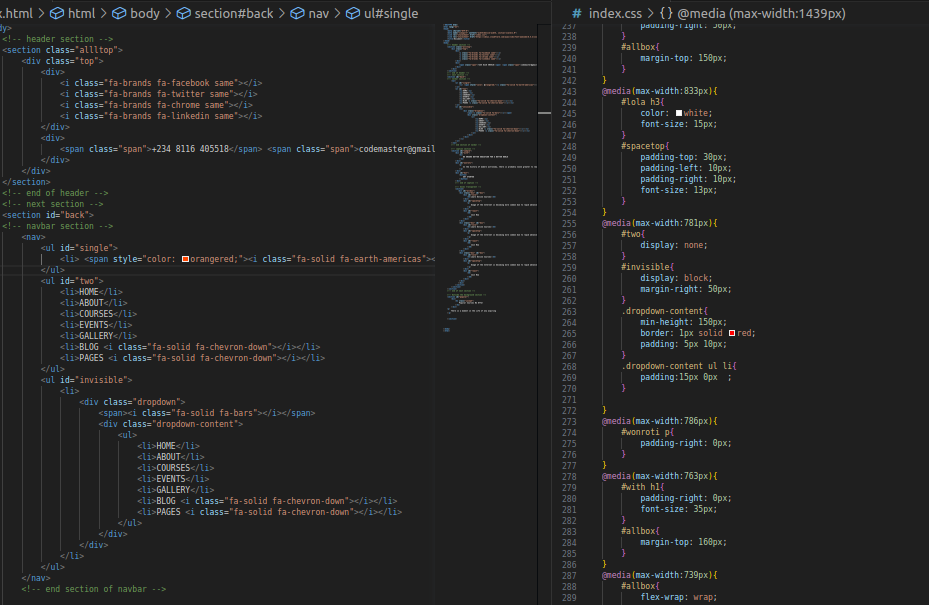 .html > html > body > section#back > nav > ul#single
dy>
<!-- header section -->
<section class="allltop">
<div class="top">
<div>
<i class="fa-brands fa-facebook same"></i>
<i class="fa-brands fa-twitter same"></i>
<i class="fa-brands fa-chrome same"></i>
<i class="fa-brands fa-linkedin same"></i>
</div>
<div>
<span class="span">+234 8116 405518</span> <span class="span">codemaster@gmail
</div>
</div>
</section>
<!-- end of header -->
<!-- next section -->
<section id="back">
<!-- navbar section -->
<nav>
<ul id="single">
<li> <span style="color: orangered;"><i class="fa-solid fa-earth-americas"><
</ul>
<ul id="two">
<li>HOME</li>
<li>ABOUT</li>
<li>COURSES</li>
<li>EVENTS</li>
<li>GALLERY</li>
<li>BLOG <i class="fa-solid fa-chevron-down"></i></li>
<li>PAGES <i class="fa-solid fa-chevron-down"></i></li>
</ul>
<ul id="invisible">
<li>
<div class="dropdown">
<span><i class="fa-solid fa-bars"></i></span>
<div class="dropdown-content">
<ul>
<li>HOME</li>
<li>ABOUT</li>
<li>COURSES</li>
<li>EVENTS</li>
<li>GALLERY</li>
<li>BLOG <i class="fa-solid fa-chevron-down"></i></li>
<li>PAGES <i class="fa-solid fa-chevron-down"></i></li>
</ul>
</div>
</div>
</li>
</ul>
</nav>
<!-- end section of navbar -->
# index.css > {} @media (max-width:1439px)
237 padding-right: 50px;
238 }
239 #allbox{
240 margin-top: 150px;
241 }
242 }
243 @media(max-width:833px){
244 #lola h3{
245 color: white;
246 font-size: 15px;
247 }
248 #spacetop{
249 padding-top: 30px;
250 padding-left: 10px;
251 padding-right: 10px;
252 font-size: 13px;
253 }
254 }
255 @media(max-width:781px){
256 #two{
257 display: none;
258 }
259 #invisible{
260 display: block;
261 margin-right: 50px;
262 }
263 .dropdown-content{
264 min-height: 150px;
265 border: 1px solid red;
266 padding: 5px 10px;
267 }
268 .dropdown-content ul li{
269 padding:15px 0px ;
270 }
271
272 }
273 @media(max-width:786px){
274 #wonroti p{
275 padding-right: 0px;
276 }
277 }
278 @media(max-width:763px){
279 #with h1{
280 padding-right: 0px;
281 font-size: 35px;
282 }
283 #allbox{
284 margin-top: 160px;
285 }
286 }
287 @media(max-width:739px){
288 #allbox{
289 flex-wrap: wrap;